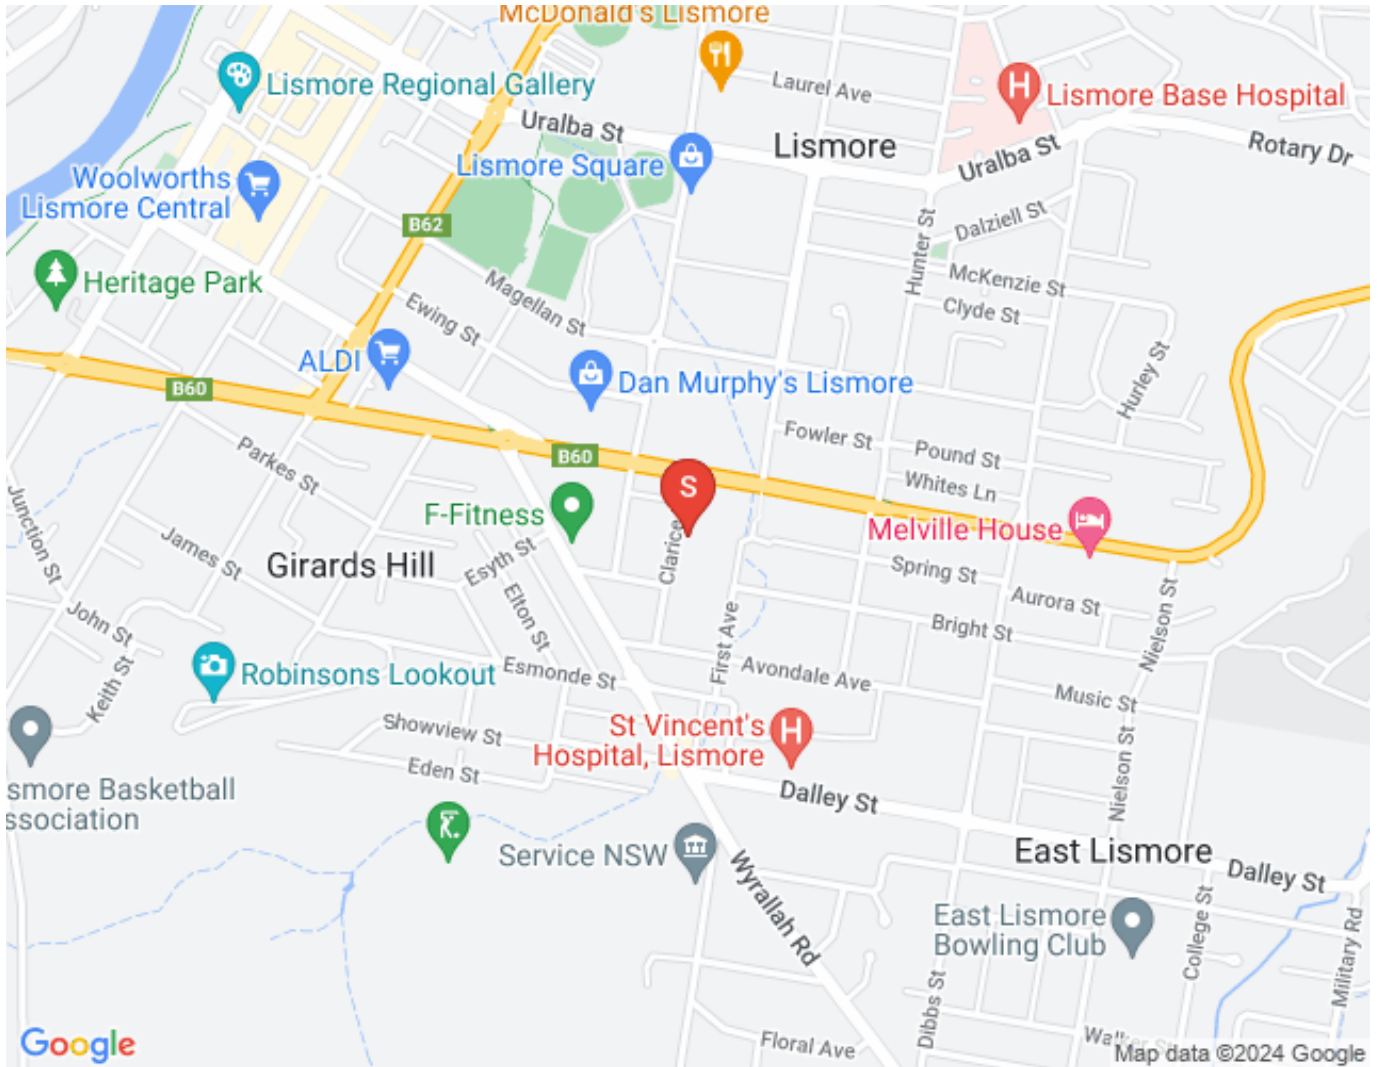 McDonald's Lismore
Lismore Regional Gallery
Laurel Ave
Lismore Base Hospital
Uralba St
Lismore
Uralba St
Rotary Dr
Lismore Square
Woolworths
Lismore Central
B62
Dalziell St
Hunter St
Heritage Park
McKenzie St
Clyde St
Magellan St
Ewing St
ALDI
Dan Murphy's Lismore
Hurley St
B60
Fowler St
Pound St
Parkes St
B60
Whites Ln
S
F-Fitness
Melville House
Junction St
James St
Girards Hill
Esyth St
Clarice
Spring St
Aurora St
Elton St
John St
First Ave
Bright St
Nielson St
Keith St
Robinsons Lookout
Esmonde St
Avondale Ave
Music St
Showview St
St Vincent's
Hospital, Lismore
Eden St
Nielson St
smore Basketball
ssociation
Dalley St
Service NSW
East Lismore
Dalley St
Wyrallah Rd
East Lismore
Bowling Club
College St
Military Rd
Dibbs St
Google
Floral Ave
Walker St
Map data ©2024 Google